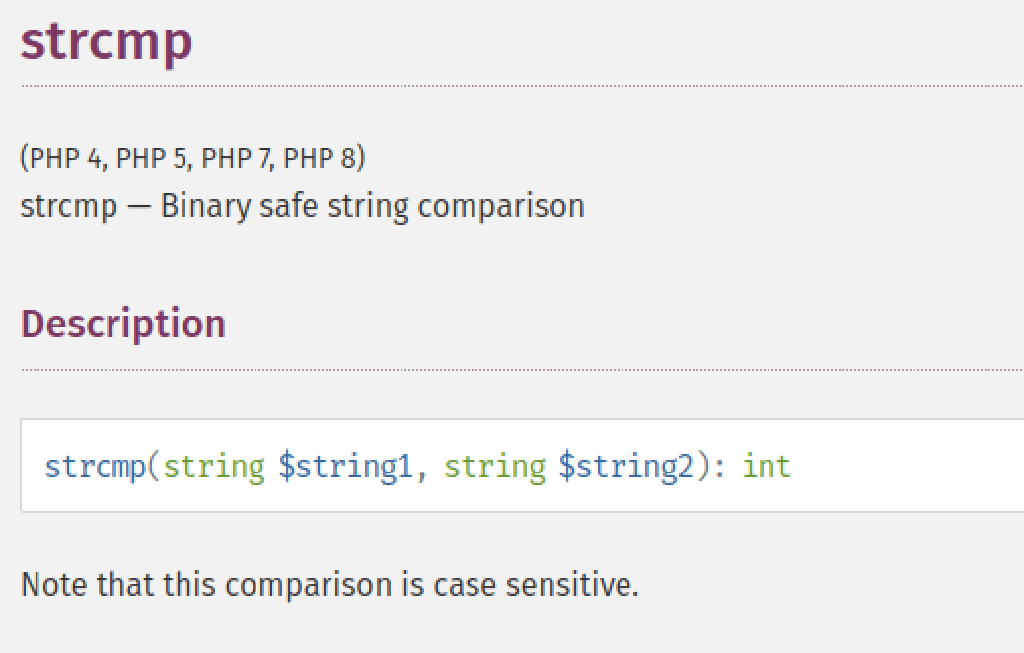 strcmp
(PHP 4, PHP 5, PHP 7, PHP 8)
strcmp — Binary safe string comparison
Description
strcmp(string $string1, string $string2): int
Note that this comparison is case sensitive.